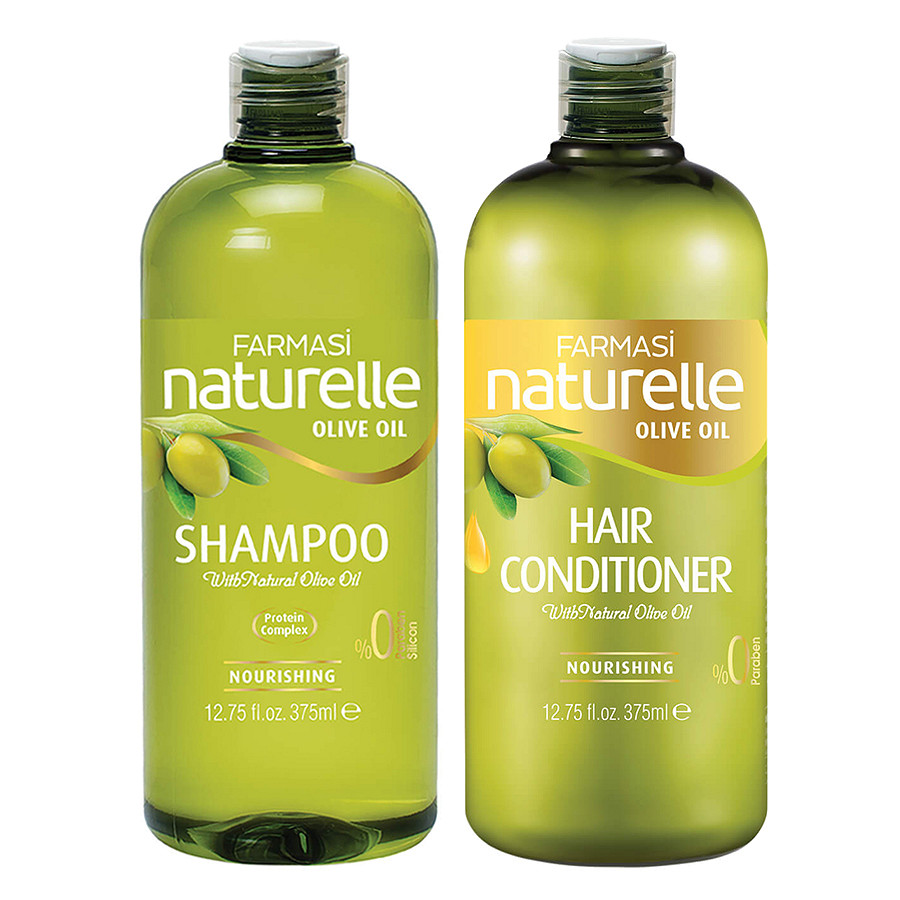 FARMASİ
naturelle
OLIVE OIL
SHAMPOO
With Natural Olive Oil
Protein
Complex
%0
Paraben
Silicon
NOURISHING
12.75 fl.oz. 375ml ℮
FARMASİ
naturelle
OLIVE OIL
HAIR
CONDITIONER
With Natural Olive Oil
%0
Paraben
NOURISHING
12.75 fl.oz. 375ml ℮